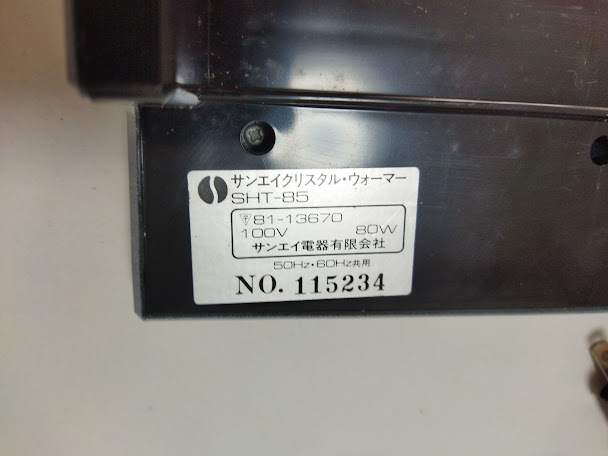 サンエイクリスタル・ウォーマー
SHT-85
〒81-13670
100V 80W
サンエイ電器有限会社
50Hz・60Hz共用
NO. 115234